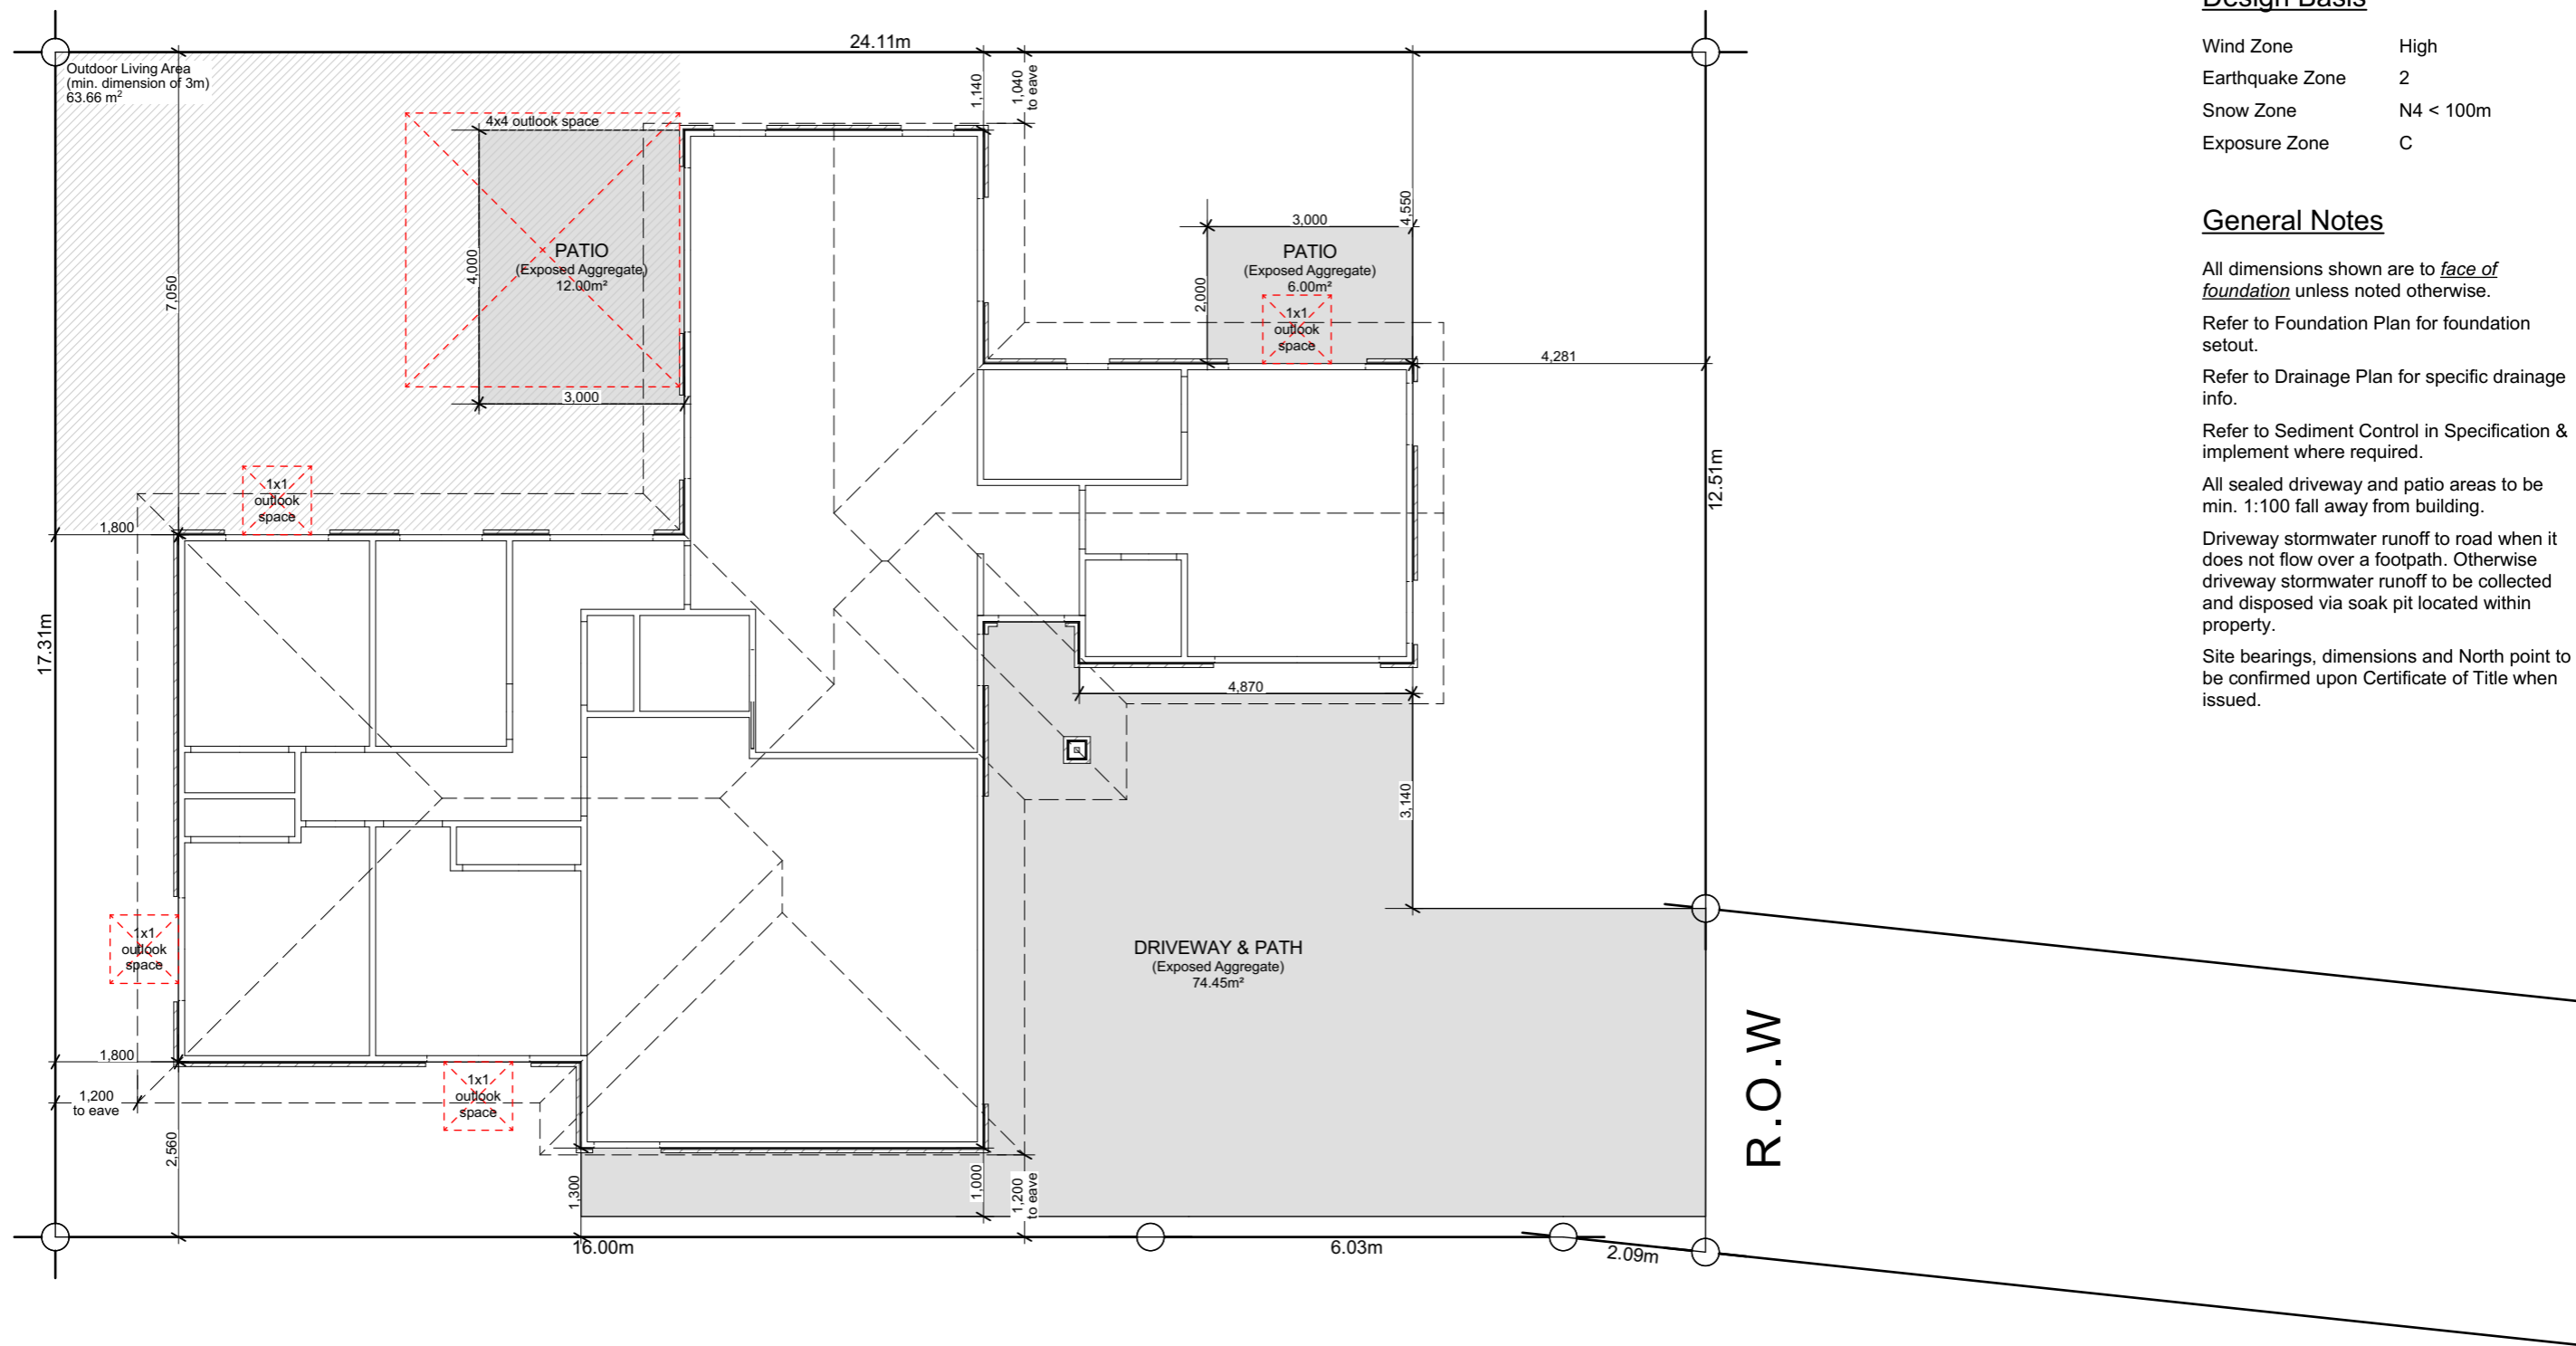 Design Basis
Wind Zone High
Earthquake Zone 2
Snow Zone N4 < 100m
Exposure Zone C
General Notes
All dimensions shown are to face of
foundation unless noted otherwise.
Refer to Foundation Plan for foundation
setout.
Refer to Drainage Plan for specific drainage
info.
Refer to Sediment Control in Specification &
implement where required.
All sealed driveway and patio areas to be
min. 1:100 fall away from building.
Driveway stormwater runoff to road when it
does not flow over a footpath. Otherwise
driveway stormwater runoff to be collected
and disposed via soak pit located within
property.
Site bearings, dimensions and North point to
be confirmed upon Certificate of Title when
issued.
24.11m
Outdoor Living Area
(min. dimension of 3m)
63.66 m²
1,140
1,040
to eave
4x4 outlook space
4,550
3,000
PATIO
(Exposed Aggregate)
12.00m²
4,000
7,050
PATIO
(Exposed Aggregate)
6.00m²
2,000
1x1
outlook
space
4,281
3,000
12.51m
1x1
outlook
space
1,800
17.31m
4,870
3,140
1x1
outlook
space
DRIVEWAY & PATH
(Exposed Aggregate)
74.45m²
R.O.W
1,800
1,200
to eave
1x1
outlook
space
2,560
1,300
1,000
1,200
to eave
16.00m
6.03m
2.09m